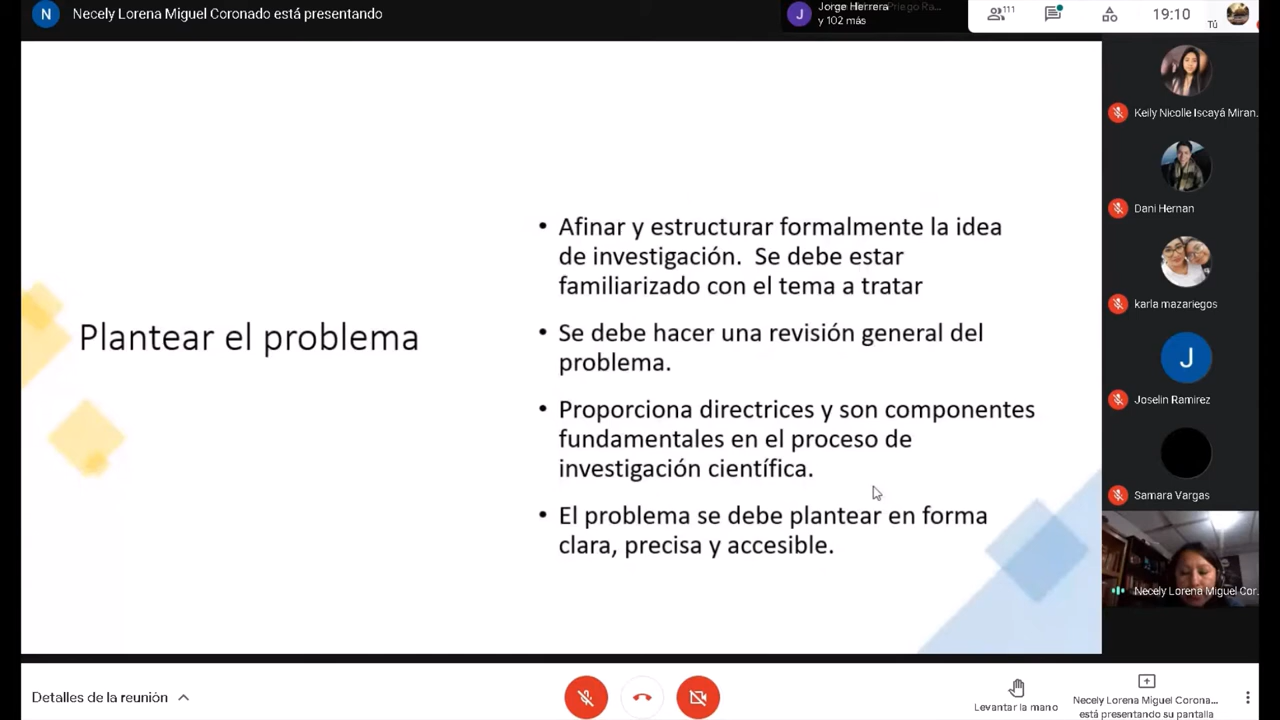 N
Necely Lorena Miguel Coronado está presentando
J
Jorge Herrera
y 102 más
111
19:10
Tú
Plantear el problema
• Afinar y estructurar formalmente la idea
de investigación. Se debe estar
familiarizado con el tema a tratar
• Se debe hacer una revisión general del
problema.
• Proporciona directrices y son componentes
fundamentales en el proceso de
investigación científica.
• El problema se debe plantear en forma
clara, precisa y accesible.
Keily Nicolle Iscayá Miran...
Dani Hernan
karla mazariegos
J
Joselin Ramirez
Samara Vargas
Necely Lorena Miguel Cor...
Detalles de la reunión
Levantar la mano
Necely Lorena Miguel Corona...
está presentando su pantalla